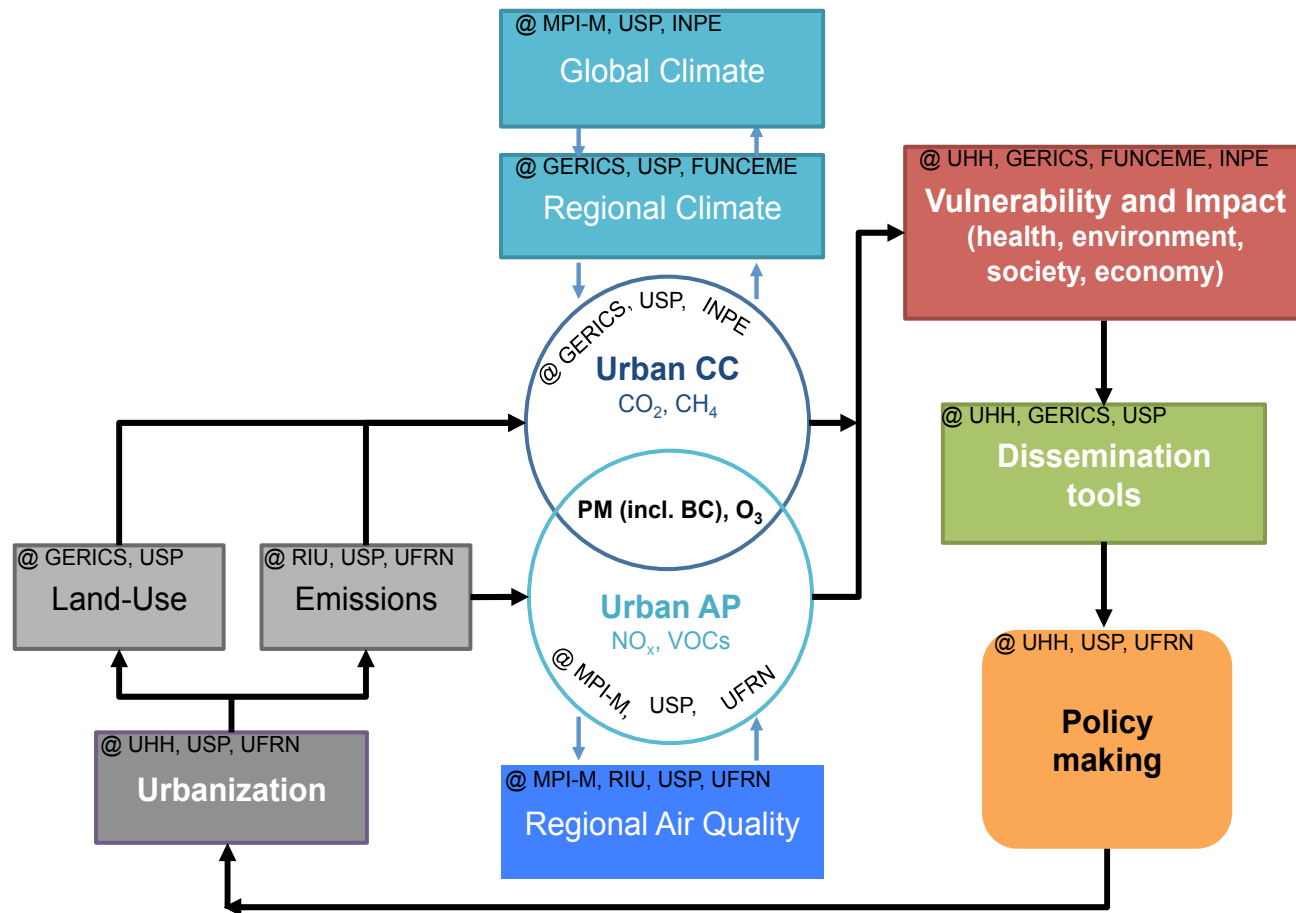 @ MPI-M, USP, INPE
Global Climate
@ GERICS, USP, FUNCEME
Regional Climate
@ UHH, GERICS, FUNCEME, INPE
Vulnerability and Impact
(health, environment,
society, economy)
@ GERICS, USP, INPE
Urban CC
CO₂, CH₄
PM (incl. BC), O₃
Urban AP
NOₓ, VOCs
@ MPI-M, USP, UFRN
@ UHH, GERICS, USP
Dissemination
tools
@ GERICS, USP
Land-Use
@ RIU, USP, UFRN
Emissions
@ UHH, USP, UFRN
Urbanization
@ MPI-M, RIU, USP, UFRN
Regional Air Quality
@ UHH, USP, UFRN
Policy
making